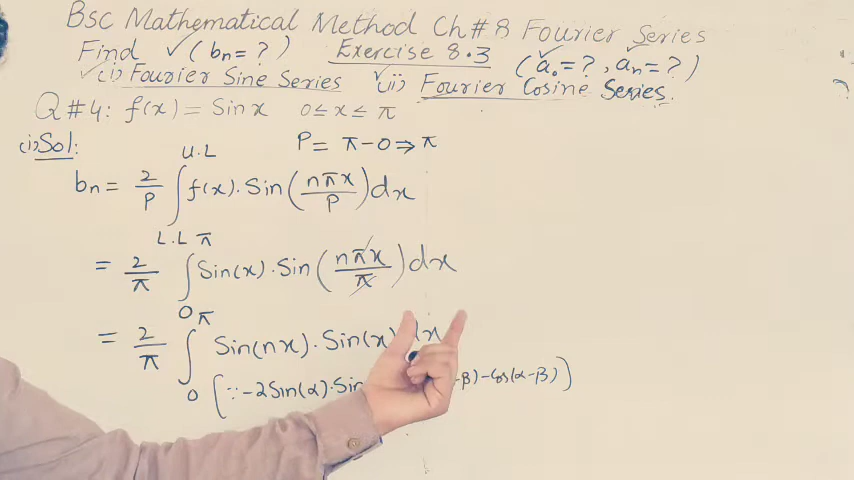 Bsc Mathematical Method Ch # 8 Fourier Series
Find ✓ (bn = ?) Exercise 8.3 (a₀ = ?, an = ?)
✓(i) Fourier Sine Series ✓(ii) Fourier Cosine Series.
Q # 4: f(x) = Sin x 0 ≤ x ≤ π
(i) Sol: P = π - 0 ⇒ π
bn = 2/P ∫_{L.L}^{U.L} f(x). Sin (nπx/P) dx
= 2/π ∫_0^π Sin(x). Sin (nπx/π) dx
= 2/π ∫_0^π Sin(nx). Sin(x) dx
(∵ -2Sin(α). Sin β) - Cos(α-β))